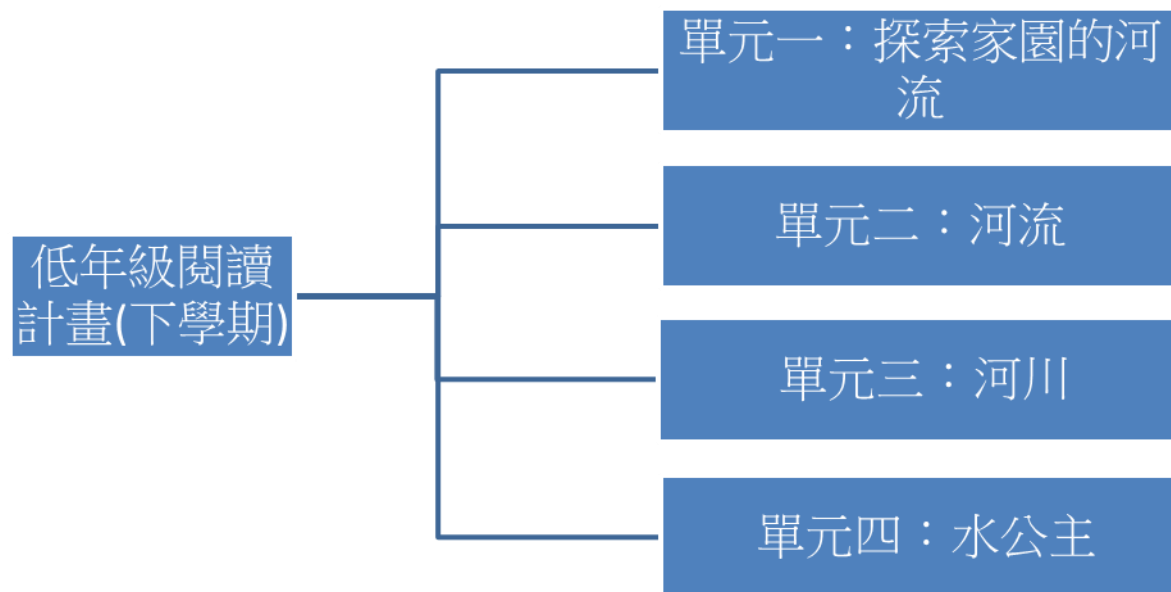 單元一：探索家園的河
流
單元二：河流
低年級閱讀
計畫(下學期)
單元三：河川
單元四：水公主